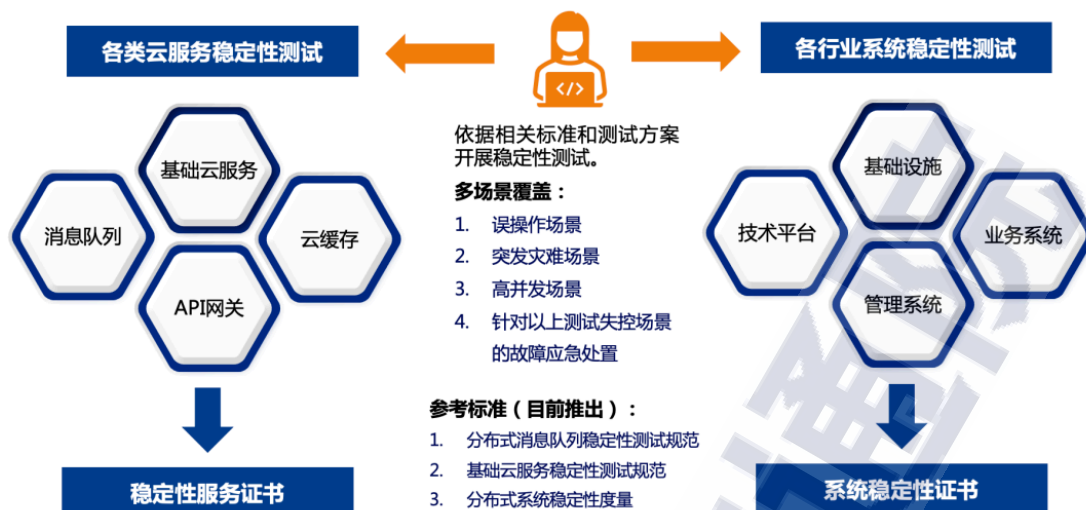 各类云服务稳定性测试
各行业系统稳定性测试
</>
基础云服务
消息队列
云缓存
API网关
依据相关标准和测试方案
开展稳定性测试。
多场景覆盖：
1. 误操作场景
2. 突发灾难场景
3. 高并发场景
4. 针对以上测试失控场景
的故障应急处置
基础设施
技术平台
业务系统
管理系统
参考标准（目前推出）：
1. 分布式消息队列稳定性测试规范
2. 基础云服务稳定性测试规范
3. 分布式系统稳定性度量
稳定性服务证书
系统稳定性证书